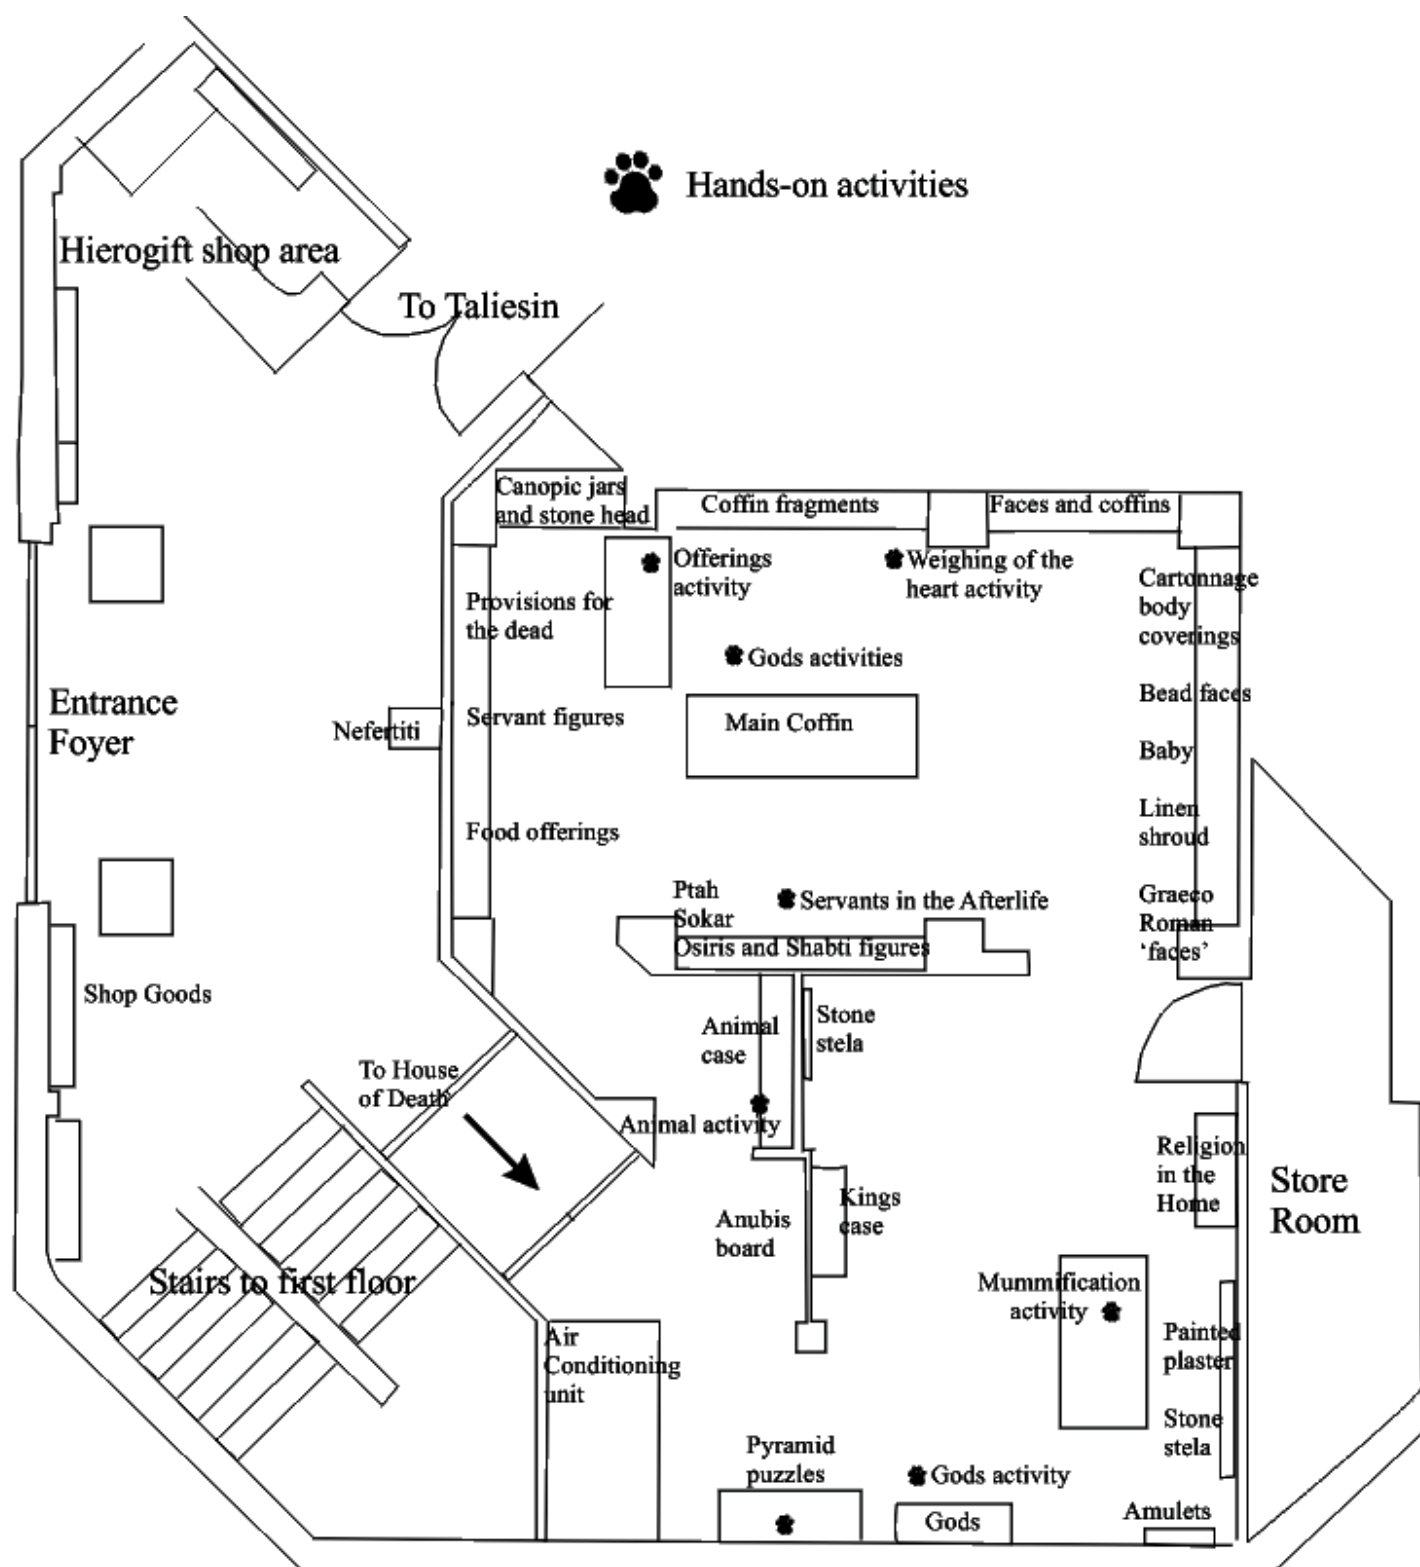 Hands-on activities
Hierogift shop area
To Taliesin
Canopic jars
and stone head
Coffin fragments
Faces and coffins
Offerings
activity
Weighing of the
heart activity
Cartonnage
body
coverings
Provisions for
the dead
Gods activities
Bead faces
Entrance
Foyer
Nefertiti
Servant figures
Main Coffin
Baby
Linen
shroud
Food offerings
Ptah
Sokar
Osiris and Shabti figures
Servants in the Afterlife
Graeco
Roman
‘faces’
Shop Goods
Animal
case
Stone
stela
To House
of Death
Animal activity
Religion
in the
Home
Store
Room
Anubis
board
Kings
case
Stairs to first floor
Mummification
activity
Air
Conditioning
unit
Painted
plaster
Stone
stela
Pyramid
puzzles
Gods activity
Gods
Amulets